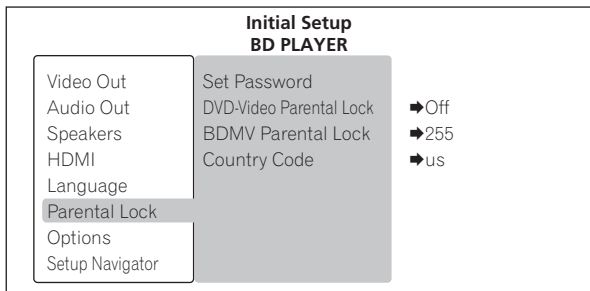 Initial Setup
BD PLAYER
Video Out
Audio Out
Speakers
HDMI
Language
Parental Lock
Options
Setup Navigator
Set Password
DVD-Video Parental Lock ➡Off
BDMV Parental Lock ➡255
Country Code ➡us